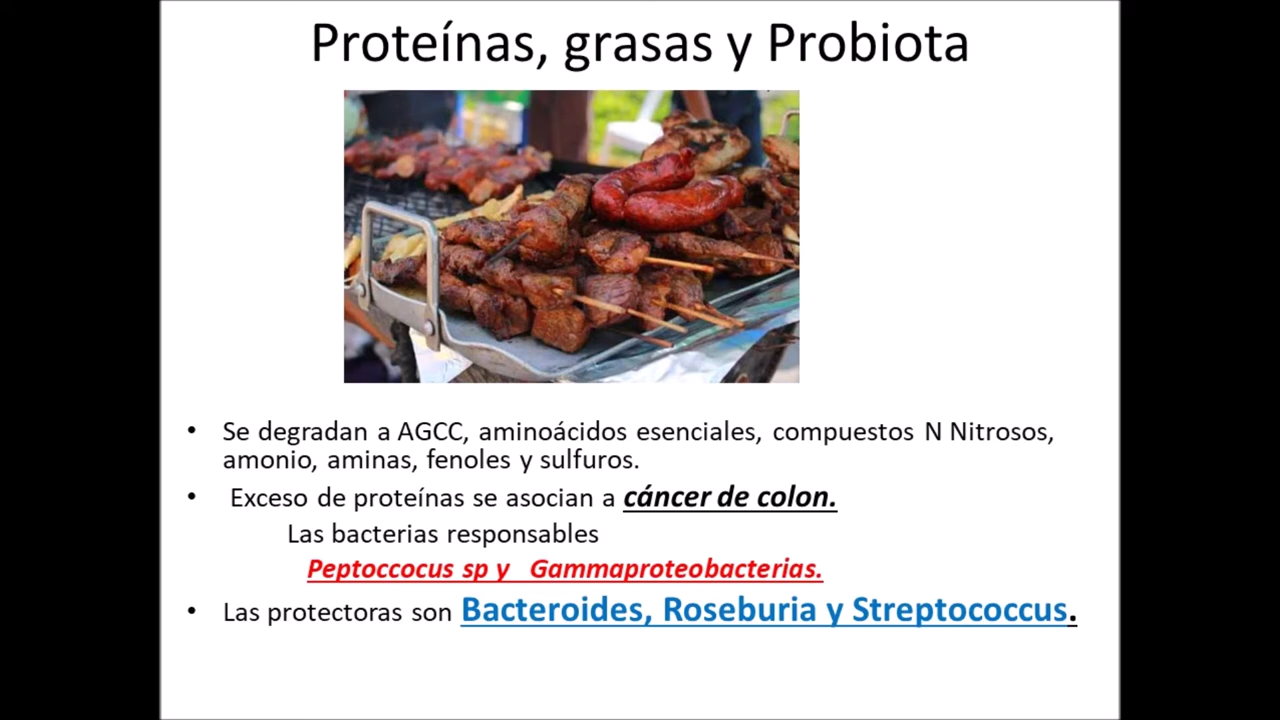 Proteínas, grasas y Probiota
• Se degradan a AGCC, aminoácidos esenciales, compuestos N Nitrosos,
amonio, aminas, fenoles y sulfuros.
• Exceso de proteínas se asocian a cáncer de colon.
Las bacterias responsables
Peptoccocus sp y Gammaproteobacterias.
• Las protectoras son Bacteroides, Roseburia y Streptococcus.